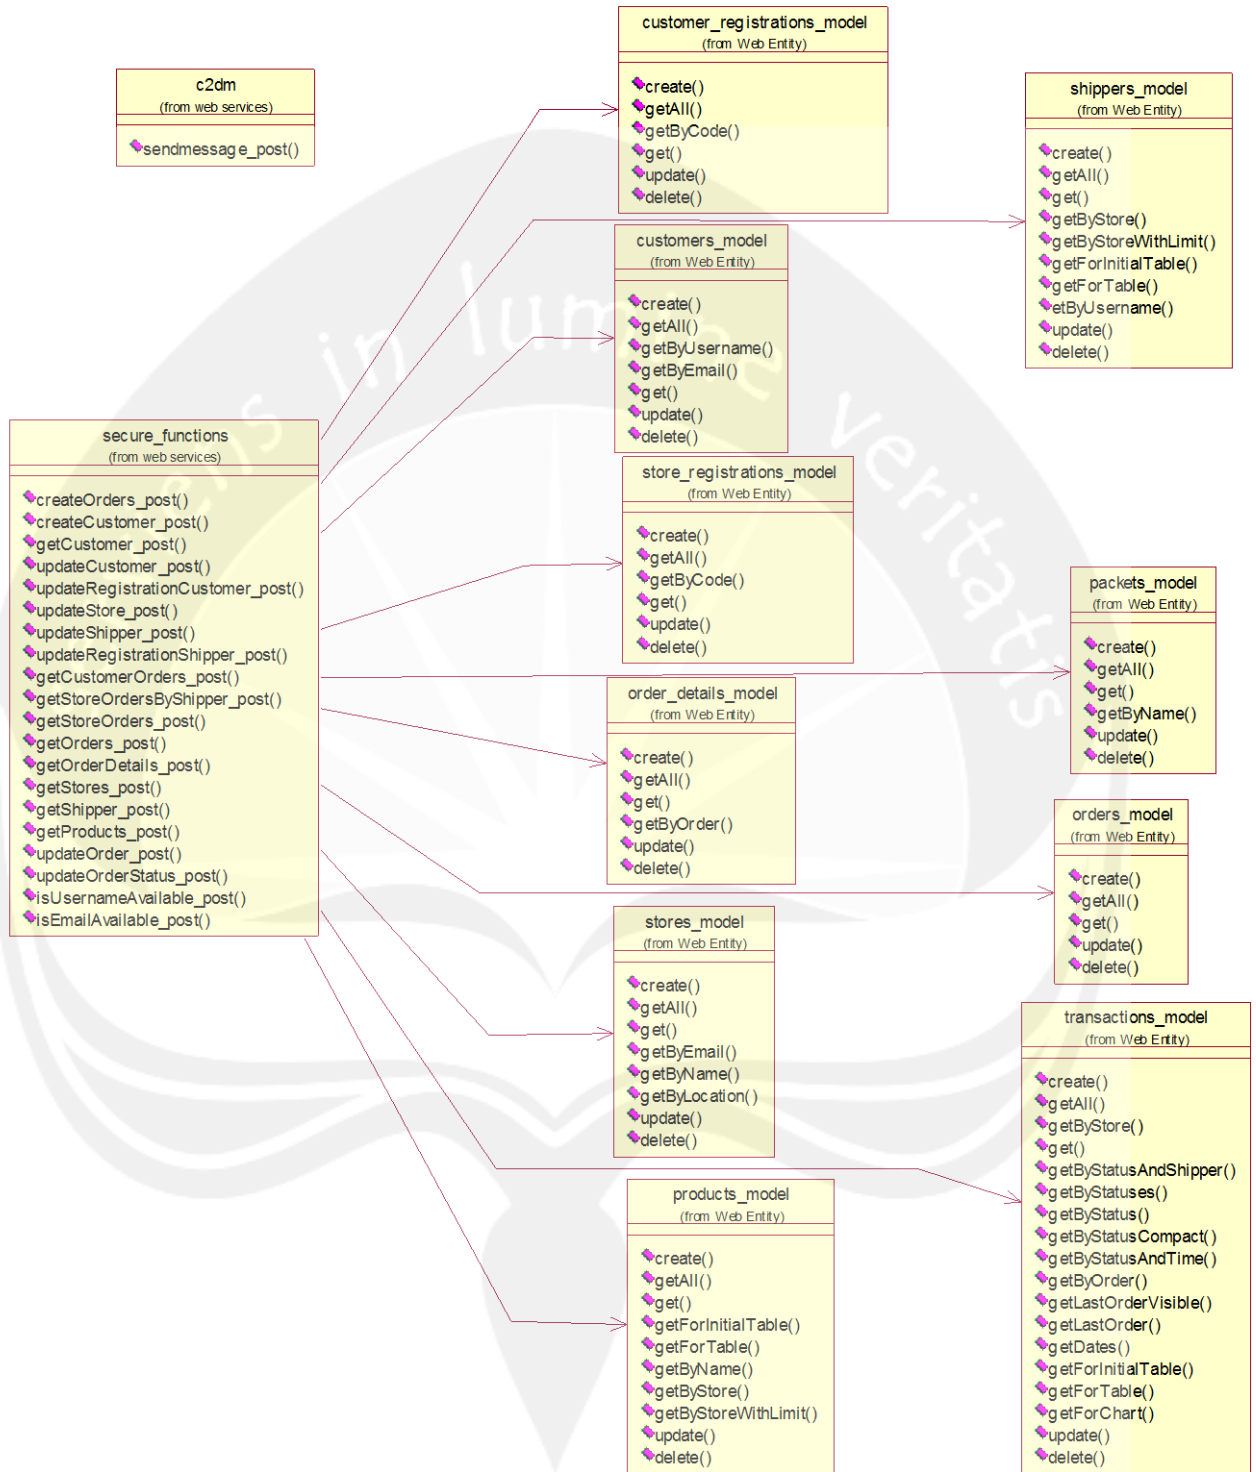 customer_registrations_model
(from Web Entity)
create()
getAll()
getByCode()
get()
update()
delete()
c2dm
(from web services)
sendmessage_post()
shippers_model
(from Web Entity)
create()
getAll()
get()
getByStore()
getByStoreWithLimit()
getForInitialTable()
getForTable()
etByUsername()
update()
delete()
customers_model
(from Web Entity)
create()
getAll()
getByUsername()
getByEmail()
get()
update()
delete()
secure_functions
(from web services)
createOrders_post()
createCustomer_post()
getCustomer_post()
updateCustomer_post()
updateRegistrationCustomer_post()
updateStore_post()
updateShipper_post()
updateRegistrationShipper_post()
getCustomerOrders_post()
getStoreOrdersByShipper_post()
getStoreOrders_post()
getOrders_post()
getOrderDetails_post()
getStores_post()
getShipper_post()
getProducts_post()
updateOrder_post()
updateOrderStatus_post()
isUsernameAvailable_post()
isEmailAvailable_post()
store_registrations_model
(from Web Entity)
create()
getAll()
getByCode()
get()
update()
delete()
packets_model
(from Web Entity)
create()
getAll()
get()
getByName()
update()
delete()
order_details_model
(from Web Entity)
create()
getAll()
get()
getByOrder()
update()
delete()
orders_model
(from Web Entity)
create()
getAll()
get()
update()
delete()
stores_model
(from Web Entity)
create()
getAll()
get()
getByEmail()
getByName()
getByLocation()
update()
delete()
transactions_model
(from Web Entity)
create()
getAll()
getByStore()
get()
getByStatusAndShipper()
getByStatuses()
getByStatus()
getByStatusCompact()
getByStatusAndTime()
getByOrder()
getLastOrderVisible()
getLastOrder()
getDates()
getForInitialTable()
getForTable()
getForChart()
update()
delete()
products_model
(from Web Entity)
create()
getAll()
get()
getForInitialTable()
getForTable()
getByName()
getByStore()
getByStoreWithLimit()
update()
delete()
in lumine veritatis